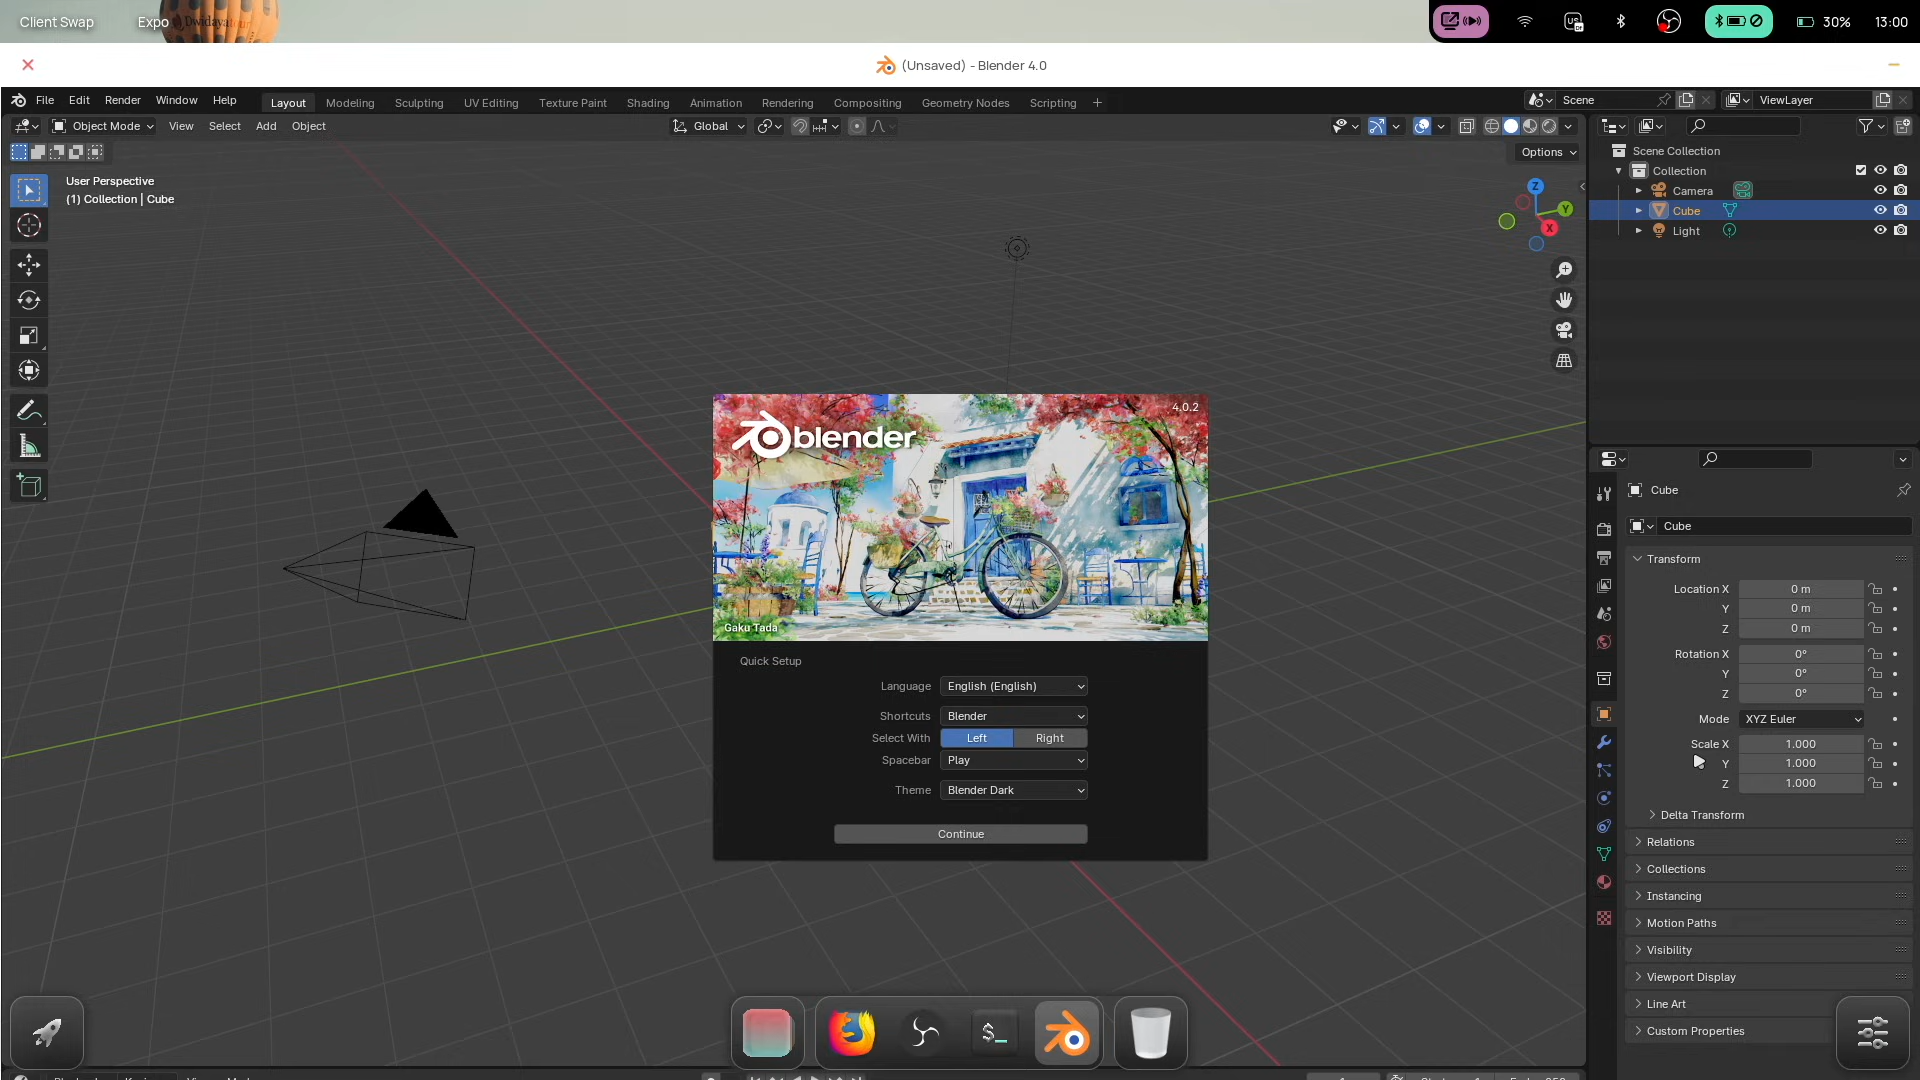 Client Swap
Expo
Dwidaya
30%
13:00
(Unsaved) - Blender 4.0
File
Edit
Render
Window
Help
Layout
Modeling
Sculpting
UV Editing
Texture Paint
Shading
Animation
Rendering
Compositing
Geometry Nodes
Scripting
+
Scene
ViewLayer
Object Mode
View
Select
Add
Object
Global
Options
User Perspective
(1) Collection | Cube
Z
Y
X
Scene Collection
Collection
Camera
Cube
Light
4.0.2
blender
Gaku Tada
Quick Setup
Language
English (English)
Shortcuts
Blender
Select With
Left
Right
Spacebar
Play
Theme
Blender Dark
Continue
Cube
Cube
Transform
Location X
0 m
Y
0 m
Z
0 m
Rotation X
0°
Y
0°
Z
0°
Mode
XYZ Euler
Scale X
1.000
Y
1.000
Z
1.000
Delta Transform
Relations
Collections
Instancing
Motion Paths
Visibility
Viewport Display
Line Art
Custom Properties
$_